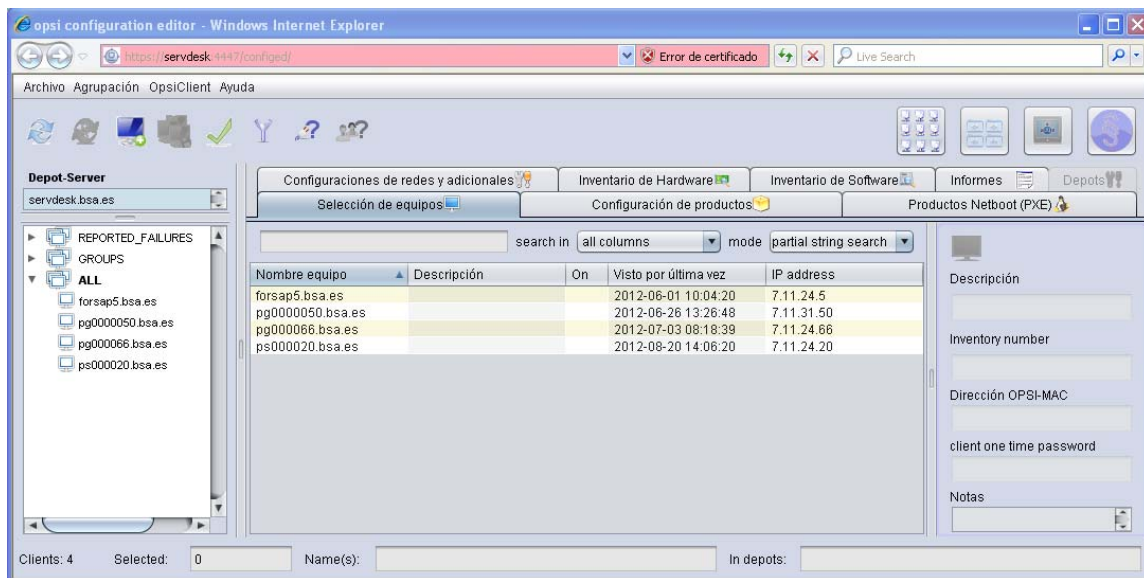 opsi configuration editor - Windows Internet Explorer
https://servdesk:4447/configed/
Error de certificado
Live Search
Archivo Agrupación OpsiClient Ayuda
Depot-Server
servdesk.bsa.es
Configuraciones de redes y adicionales
Inventario de Hardware
Inventario de Software
Informes
Depots
Selección de equipos
Configuración de productos
Productos Netboot (PXE)
REPORTED_FAILURES
GROUPS
ALL
forsap5.bsa.es
pg0000050.bsa.es
pg000066.bsa.es
ps000020.bsa.es
search in all columns mode partial string search
Nombre equipo Descripción On Visto por última vez IP address
forsap5.bsa.es 2012-06-01 10:04:20 7.11.24.5
pg0000050.bsa.es 2012-06-26 13:26:48 7.11.31.50
pg000066.bsa.es 2012-07-03 08:18:39 7.11.24.66
ps000020.bsa.es 2012-08-20 14:06:20 7.11.24.20
Descripción
Inventory number
Dirección OPSI-MAC
client one time password
Notas
Clients: 4 Selected: 0 Name(s): In depots: